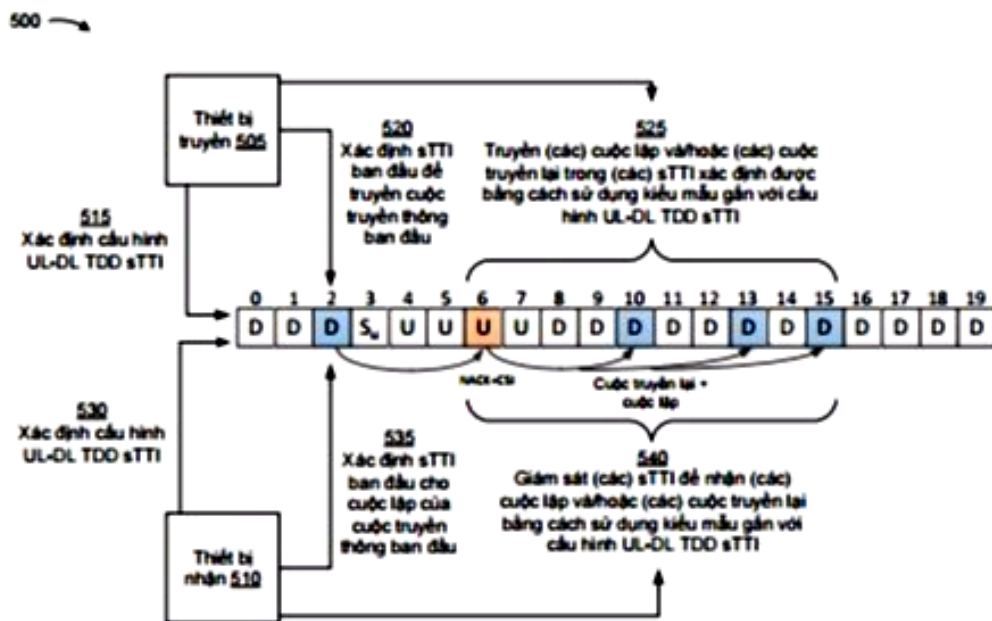 500
Thiết bị
truyền 505
520
Xác định sTTI
ban đầu để
truyền cuộc
truyền thông
ban đầu
525
Truyền (các) cuộc lặp và/hoặc (các) cuộc
truyền lại trong (các) sTTI xác định được
bằng cách sử dụng kiểu mẫu gắn với cấu
hình UL-DL TDD sTTI
515
Xác định cấu hình
UL-DL TDD sTTI
0 1 2 3 4 5 6 7 8 9 10 11 12 13 14 15 16 17 18 19
D D D Su U U U U D D D D D D D D D D D D
NACK+CSI
Cuộc truyền lại +
cuộc lặp
530
Xác định cấu hình
UL-DL TDD sTTI
535
Xác định sTTI
ban đầu cho
cuộc lặp của
cuộc truyền
thông ban đầu
540
Giám sát (các) sTTI để nhận (các)
cuộc lặp và/hoặc (các) cuộc truyền lại
bằng cách sử dụng kiểu mẫu gắn với
cấu hình UL-DL TDD sTTI
Thiết bị
nhận 510